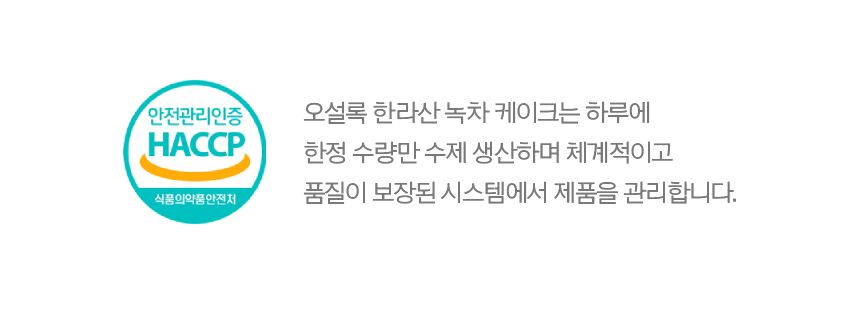 안전관리인증
HACCP
식품의약품안전처
오설록 한라산 녹차 케이크는 하루에
한정 수량만 수제 생산하며 체계적이고
품질이 보장된 시스템에서 제품을 관리합니다.